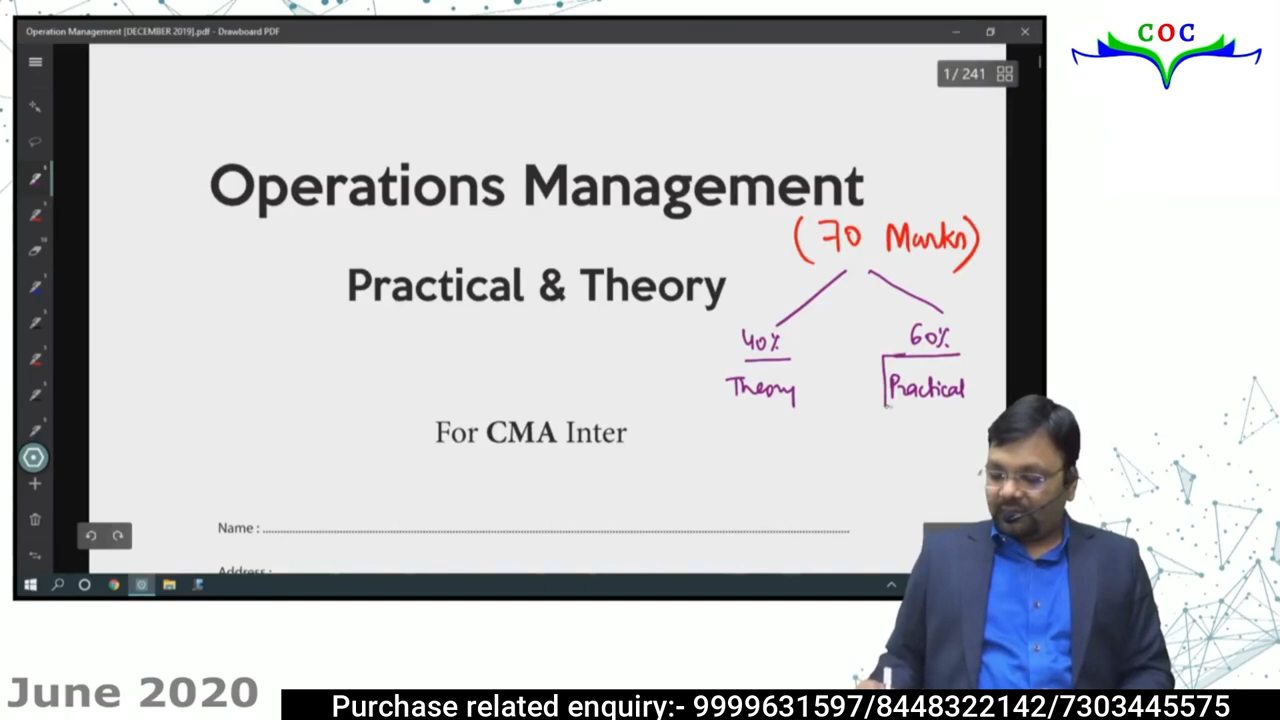 Operation Management [DECEMBER 2019].pdf - Drawboard PDF
COC
1 / 241
Operations Management
(70 Marks)
Practical & Theory
40% 60%
Theory Practical
For CMA Inter
Name :
Address :
June 2020
Purchase related enquiry:- 9999631597/8448322142/7303445575